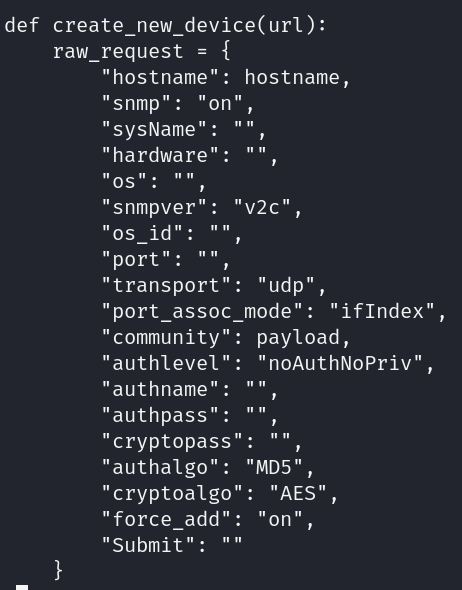 def create_new_device(url):
    raw_request = {
        "hostname": hostname,
        "snmp": "on",
        "sysName": "",
        "hardware": "",
        "os": "",
        "snmpver": "v2c",
        "os_id": "",
        "port": "",
        "transport": "udp",
        "port_assoc_mode": "ifIndex",
        "community": payload,
        "authlevel": "noAuthNoPriv",
        "authname": "",
        "authpass": "",
        "cryptopass": "",
        "authalgo": "MD5",
        "cryptoalgo": "AES",
        "force_add": "on",
        "Submit": ""
    }